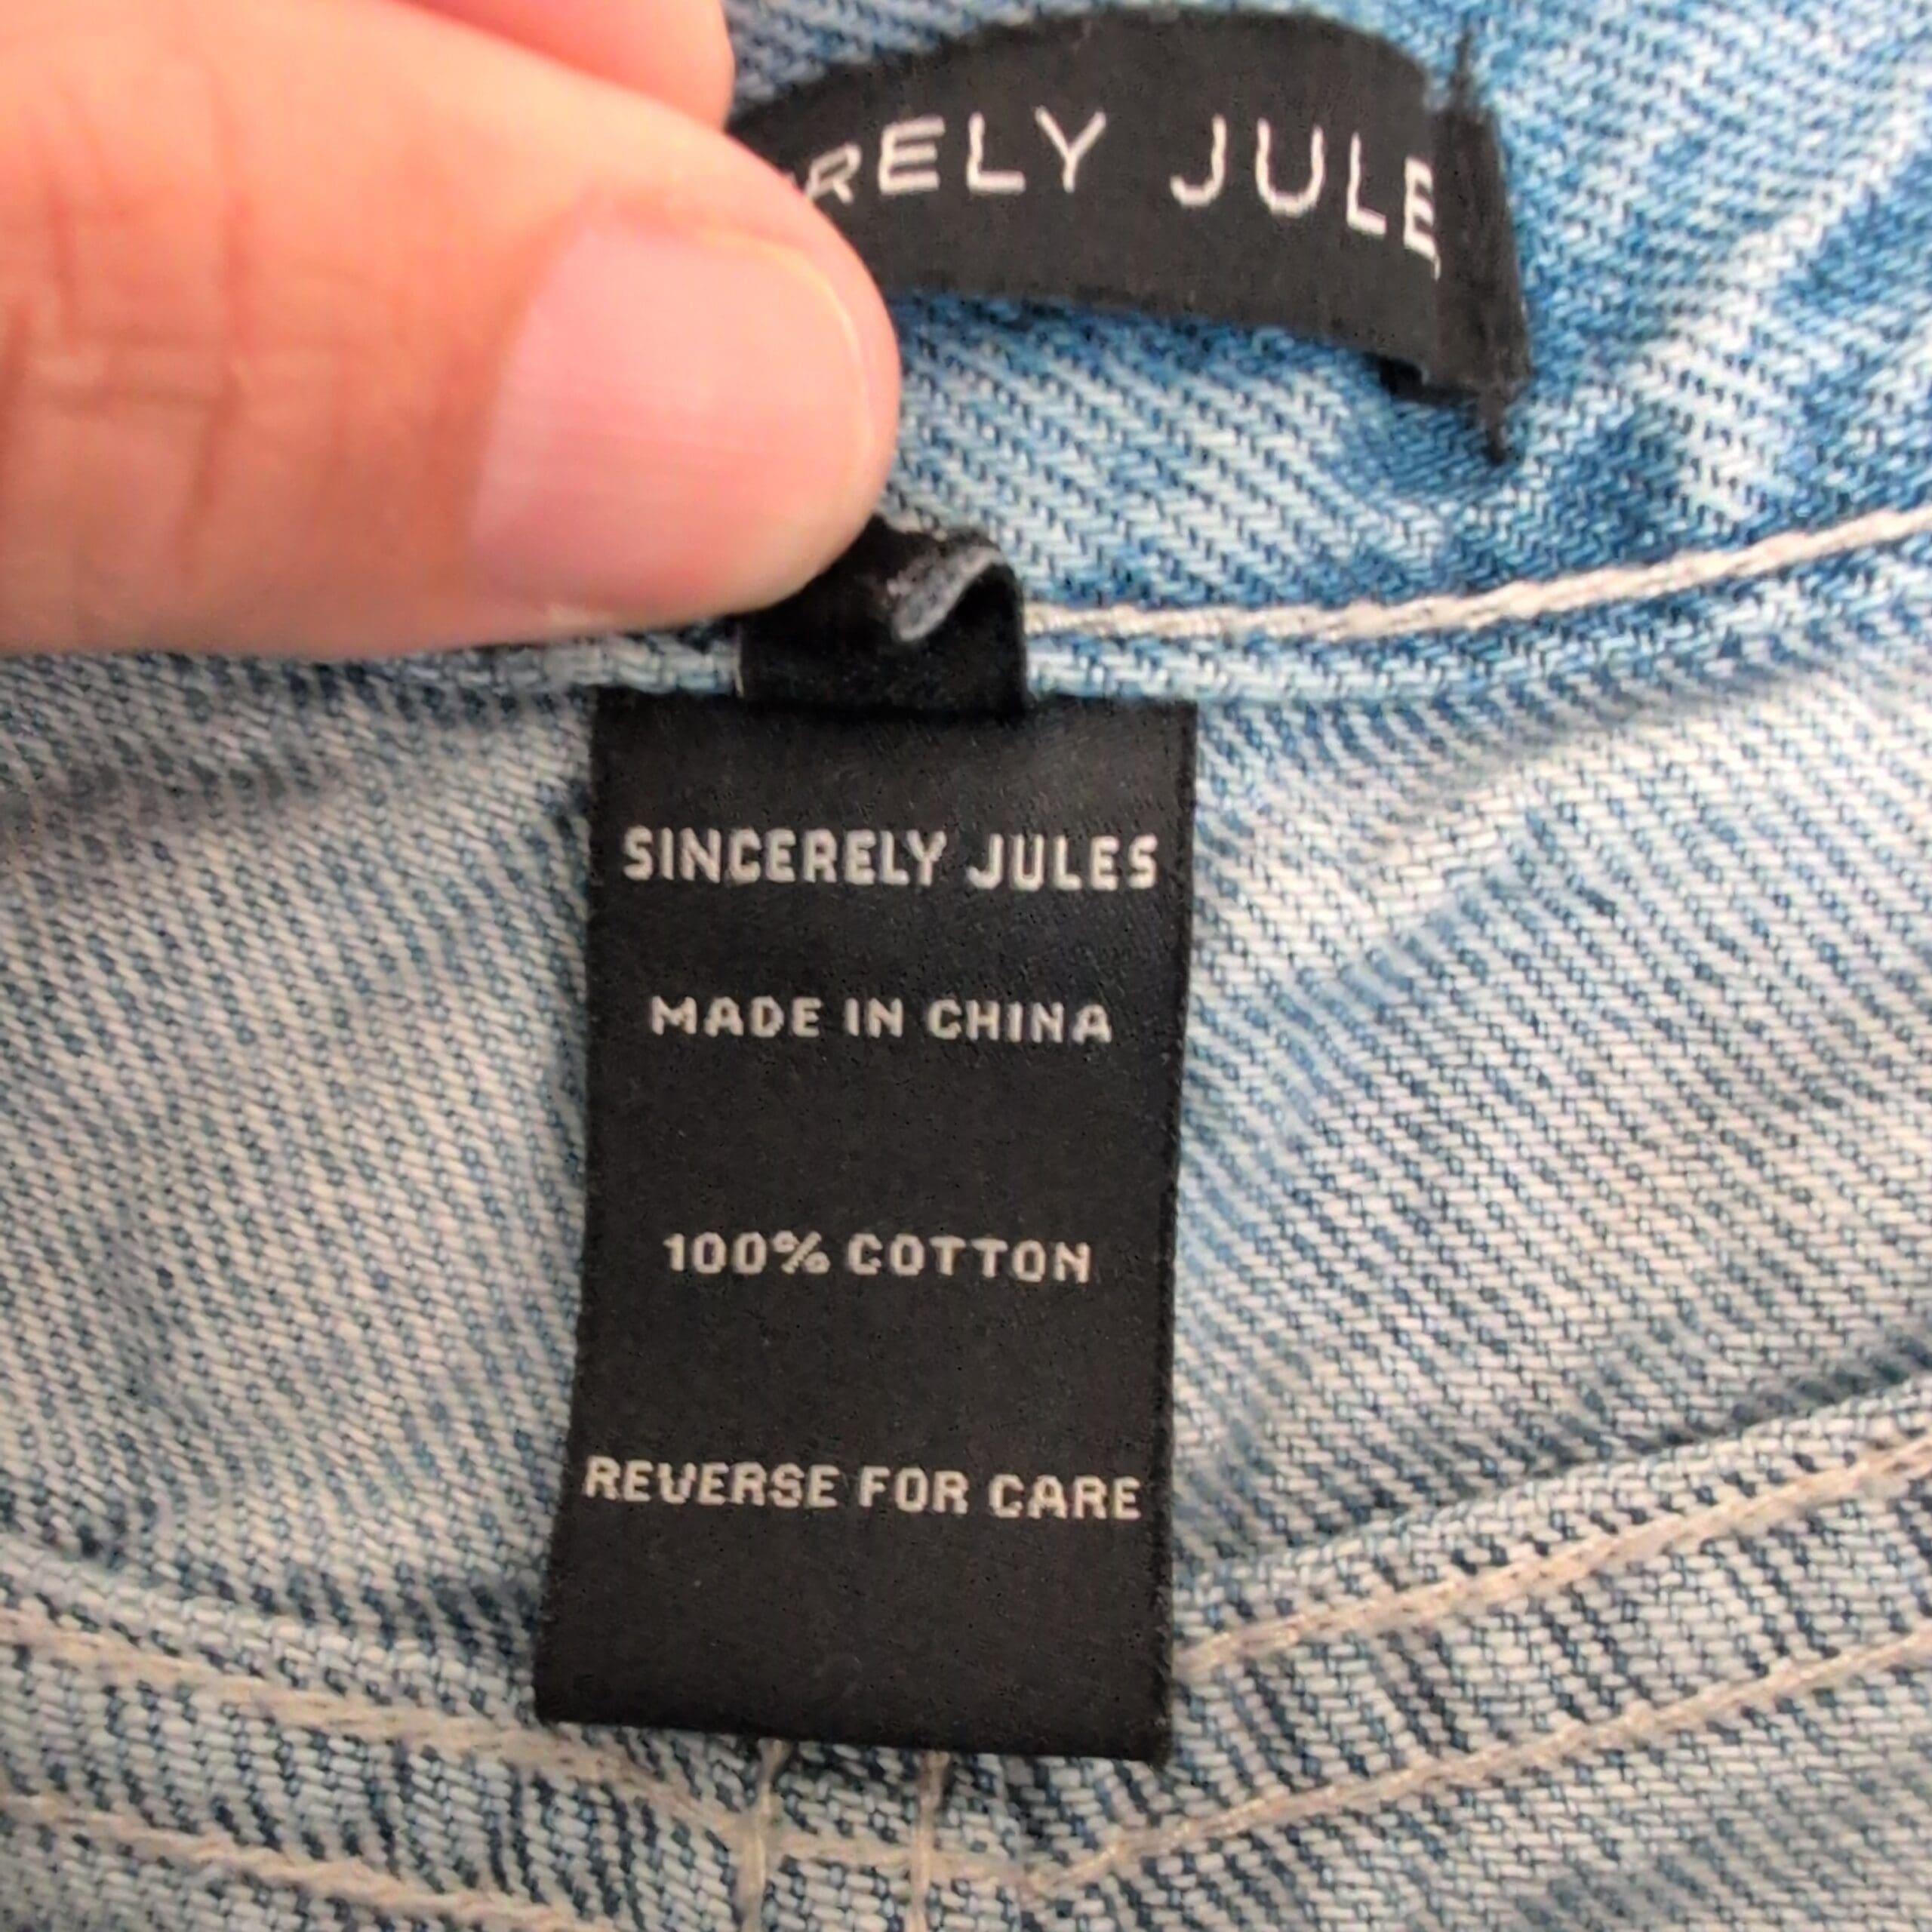 RELY JULE
SINCERELY JULES
MADE IN CHINA
100% COTTON
REVERSE FOR CARE